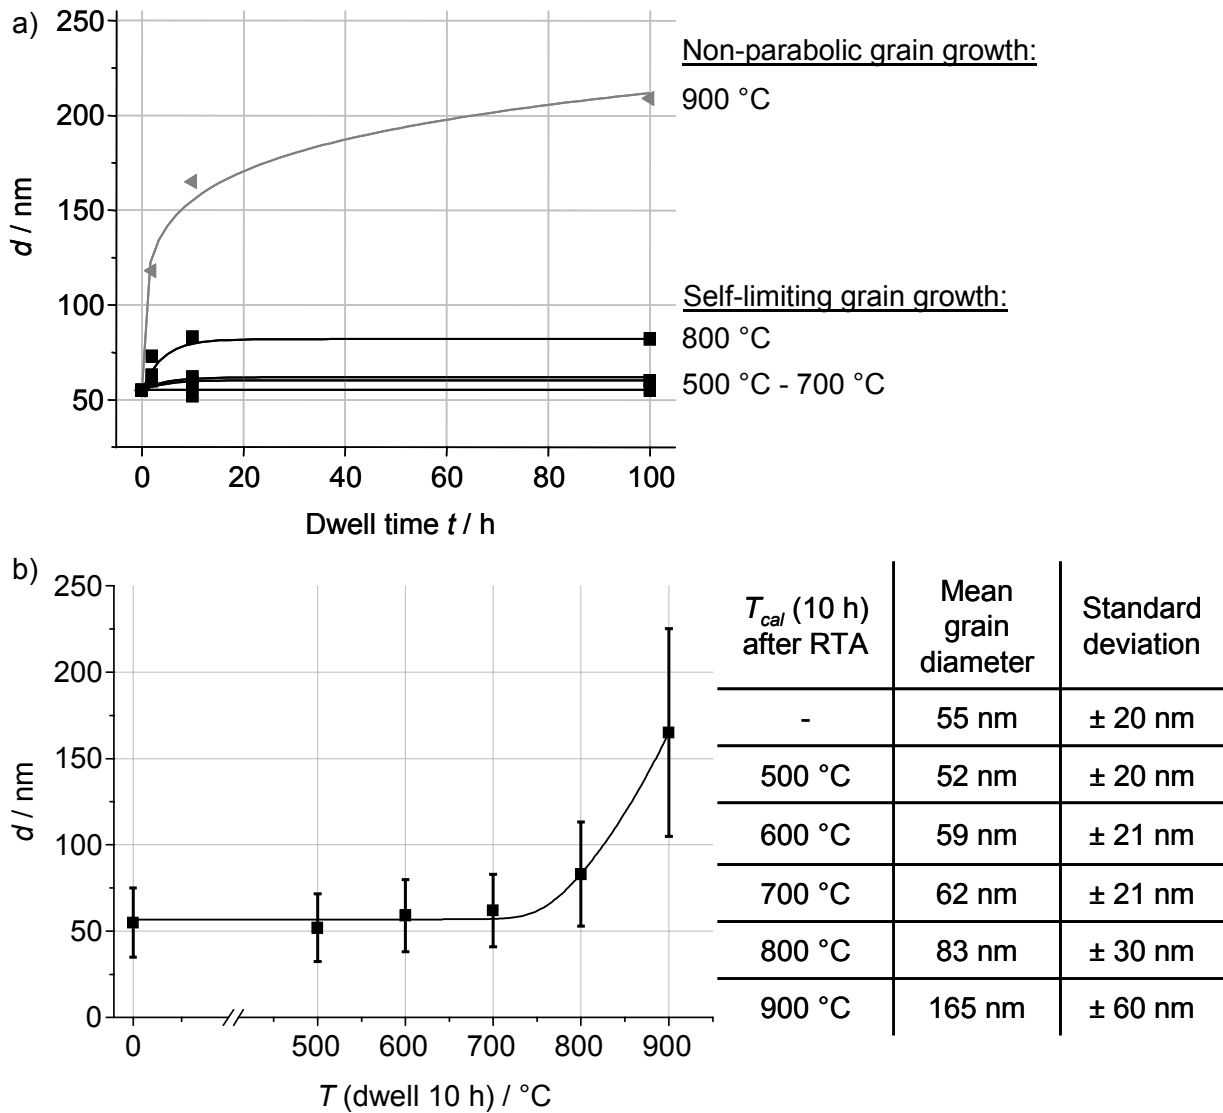 a)
250
200
150
100
50
d / nm
0
20
40
60
80
100
Dwell time t / h
Non-parabolic grain growth:
900 °C
Self-limiting grain growth:
800 °C
500 °C - 700 °C
b)
250
200
150
100
50
0
d / nm
0
500
600
700
800
900
T (dwell 10 h) / °C
Tcal (10 h)
after RTA
Mean
grain
diameter
Standard
deviation
-
55 nm
± 20 nm
500 °C
52 nm
± 20 nm
600 °C
59 nm
± 21 nm
700 °C
62 nm
± 21 nm
800 °C
83 nm
± 30 nm
900 °C
165 nm
± 60 nm